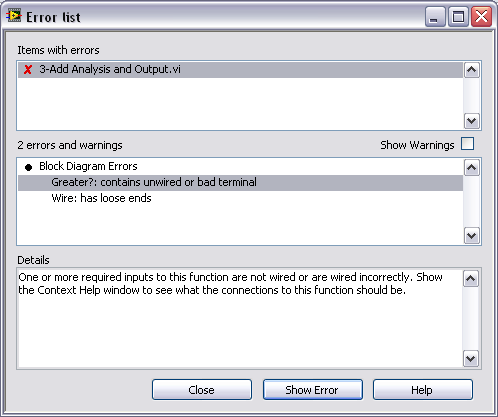 Error list
Items with errors
3-Add Analysis and Output.vi
2 errors and warnings Show Warnings
Block Diagram Errors
Greater?: contains unwired or bad terminal
Wire: has loose ends
Details
One or more required inputs to this function are not wired or are wired incorrectly. Show
the Context Help window to see what the connections to this function should be.
Close Show Error Help